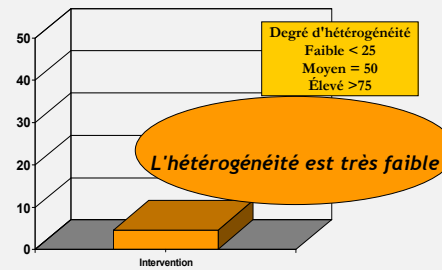 Degré d'hétérogénéité
Faible < 25
Moyen = 50
Élevé >75
L'hétérogénéité est très faible
50
40
30
20
10
0
Intervention